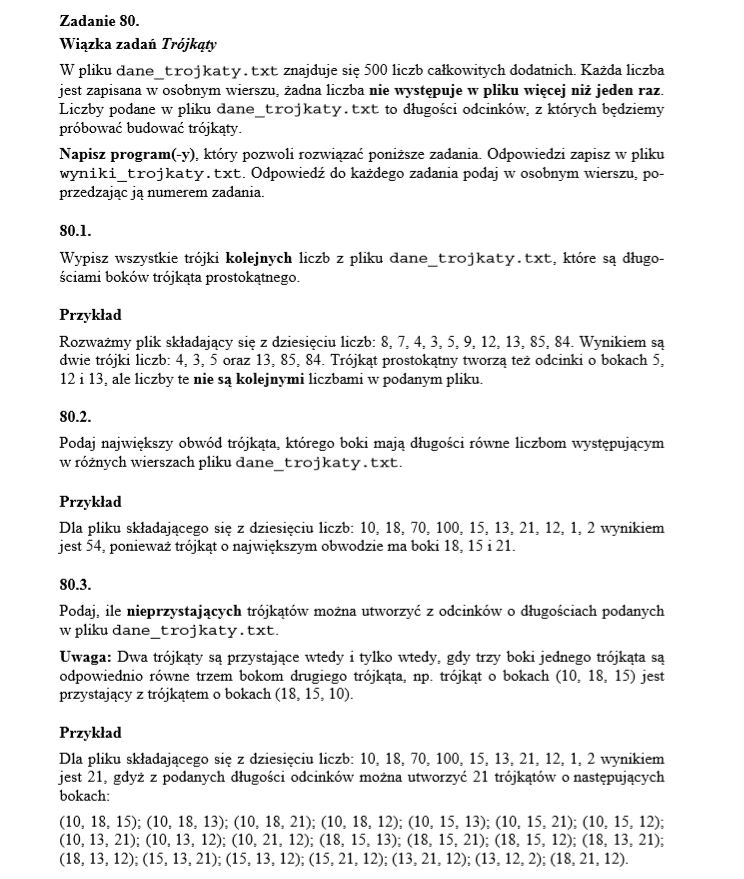 Zadanie 80.
Wiązka zadań Trójkąty
W pliku dane_trojkaty.txt znajduje się 500 liczb całkowitych dodatnich. Każda liczba
jest zapisana w osobnym wierszu, żadna liczba nie występuje w pliku więcej niż jeden raz.
Liczby podane w pliku dane_trojkaty.txt to długości odcinków, z których będziemy
próbować budować trójkąty.
Napisz program(-y), który pozwoli rozwiązać poniższe zadania. Odpowiedzi zapisz w pliku
wyniki_trojkaty.txt. Odpowiedź do każdego zadania podaj w osobnym wierszu, po-
przedzając ją numerem zadania.
80.1.
Wypisz wszystkie trójki kolejnych liczb z pliku dane_trojkaty.txt, które są długo-
ściami boków trójkąta prostokątnego.
Przykład
Rozważmy plik składający się z dziesięciu liczb: 8, 7, 4, 3, 5, 9, 12, 13, 85, 84. Wynikiem są
dwie trójki liczb: 4, 3, 5 oraz 13, 85, 84. Trójkąt prostokątny tworzą też odcinki o bokach 5,
12 i 13, ale liczby te nie są kolejnymi liczbami w podanym pliku.
80.2.
Podaj największy obwód trójkąta, którego boki mają długości równe liczbom występującym
w różnych wierszach pliku dane_trojkaty.txt.
Przykład
Dla pliku składającego się z dziesięciu liczb: 10, 18, 70, 100, 15, 13, 21, 12, 1, 2 wynikiem
jest 54, ponieważ trójkąt o największym obwodzie ma boki 18, 15 i 21.
80.3.
Podaj, ile nieprzystających trójkątów można utworzyć z odcinków o długościach podanych
w pliku dane_trojkaty.txt.
Uwaga: Dwa trójkąty są przystające wtedy i tylko wtedy, gdy trzy boki jednego trójkąta są
odpowiednio równe trzem bokom drugiego trójkąta, np. trójkąt o bokach (10, 18, 15) jest
przystający z trójkątem o bokach (18, 15, 10).
Przykład
Dla pliku składającego się z dziesięciu liczb: 10, 18, 70, 100, 15, 13, 21, 12, 1, 2 wynikiem
jest 21, gdyż z podanych długości odcinków można utworzyć 21 trójkątów o następujących
bokach:
(10, 18, 15); (10, 18, 13); (10, 18, 21); (10, 18, 12); (10, 15, 13); (10, 15, 21); (10, 15, 12);
(10, 13, 21); (10, 13, 12); (10, 21, 12); (18, 15, 13); (18, 15, 21); (18, 15, 12); (18, 13, 21);
(18, 13, 12); (15, 13, 21); (15, 13, 12); (15, 21, 12); (13, 21, 12); (13, 12, 2); (18, 21, 12).